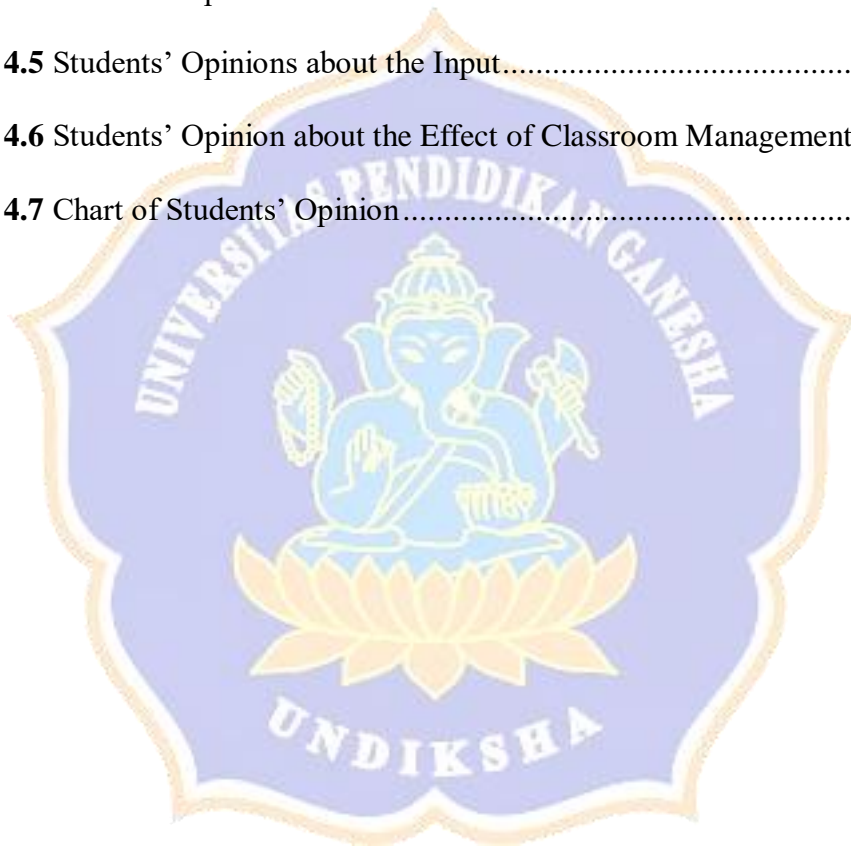 4.5 Students’ Opinions about the Input....................................
4.6 Students’ Opinion about the Effect of Classroom Management
4.7 Chart of Students’ Opinion..............................................
UNIVERSITAS PENDIDIKAN GANESHA
UNDIKSHA